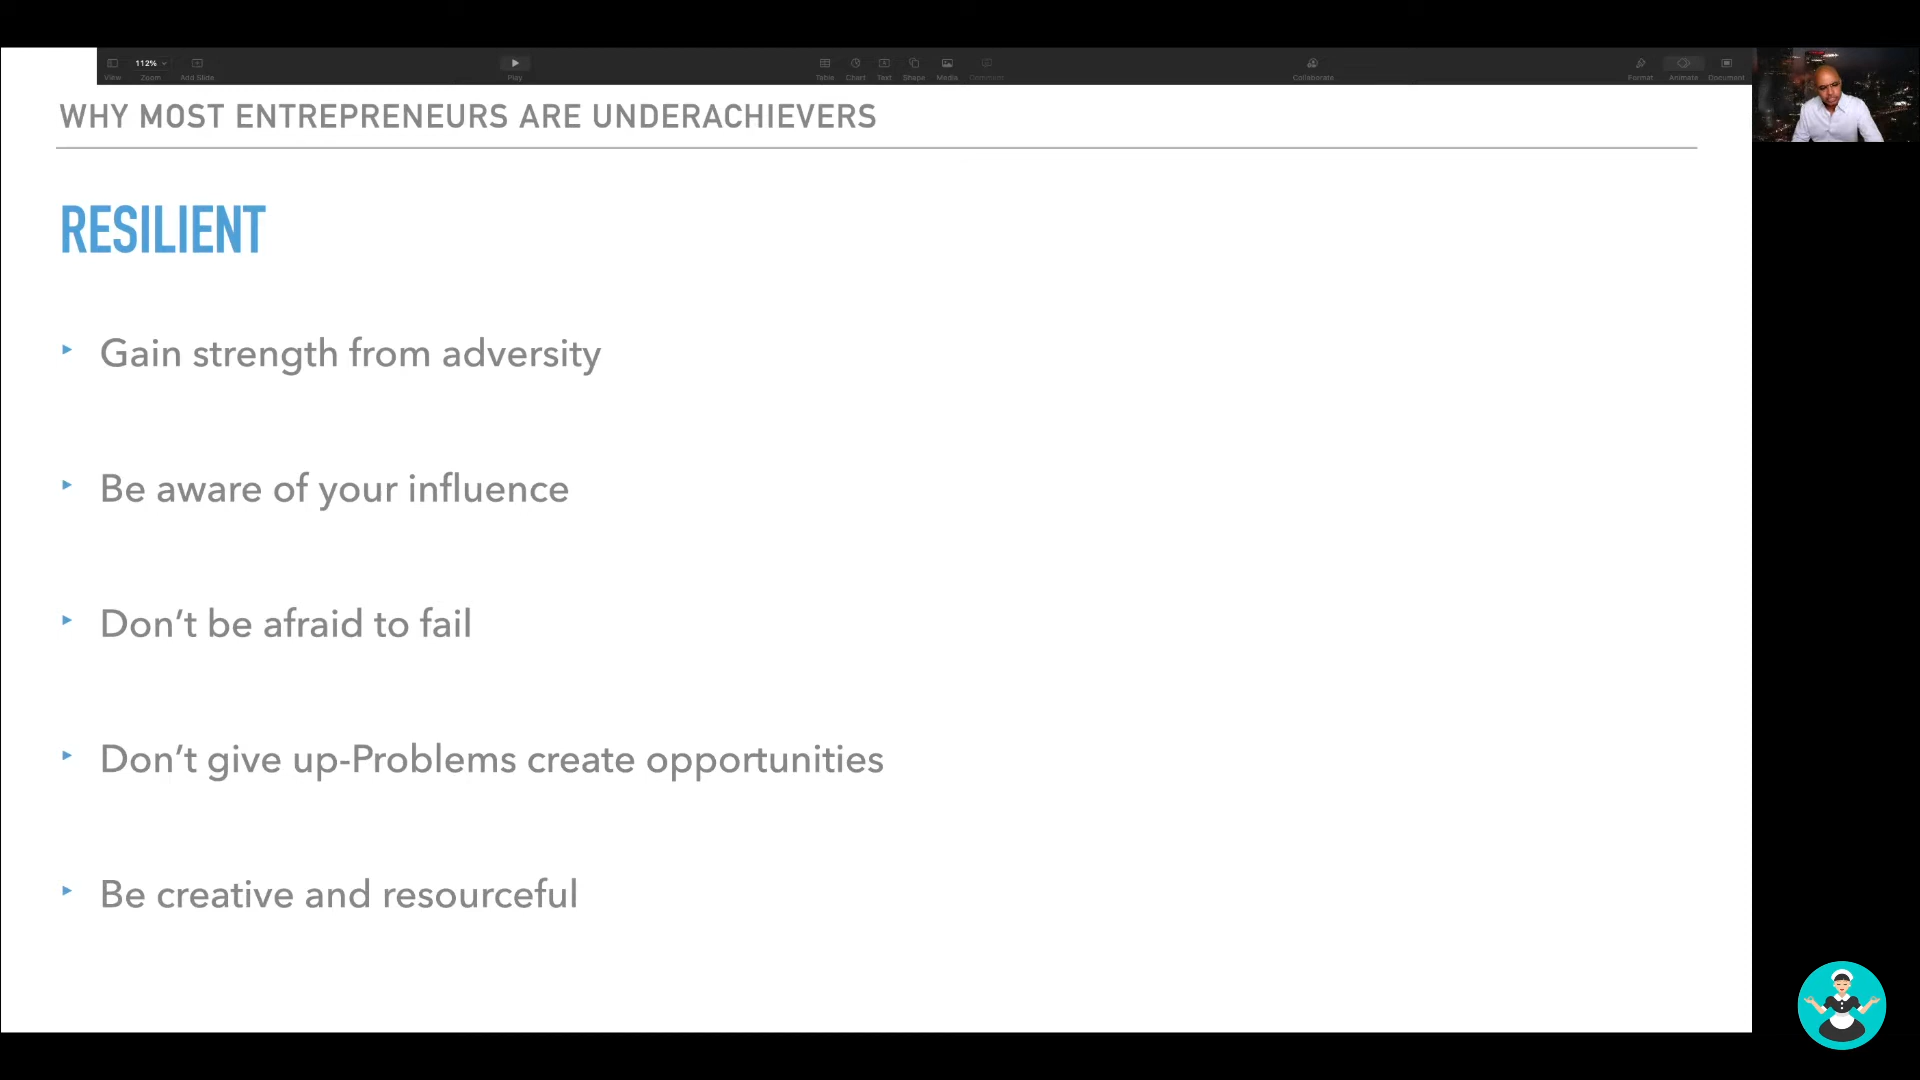 112%
View
Zoom
Add Slide
Play
Table
Chart
Text
Shape
Media
Comment
Collaborate
Format
Animate
Document
WHY MOST ENTREPRENEURS ARE UNDERACHIEVERS
RESILIENT
‣ Gain strength from adversity
‣ Be aware of your influence
‣ Don’t be afraid to fail
‣ Don’t give up-Problems create opportunities
‣ Be creative and resourceful